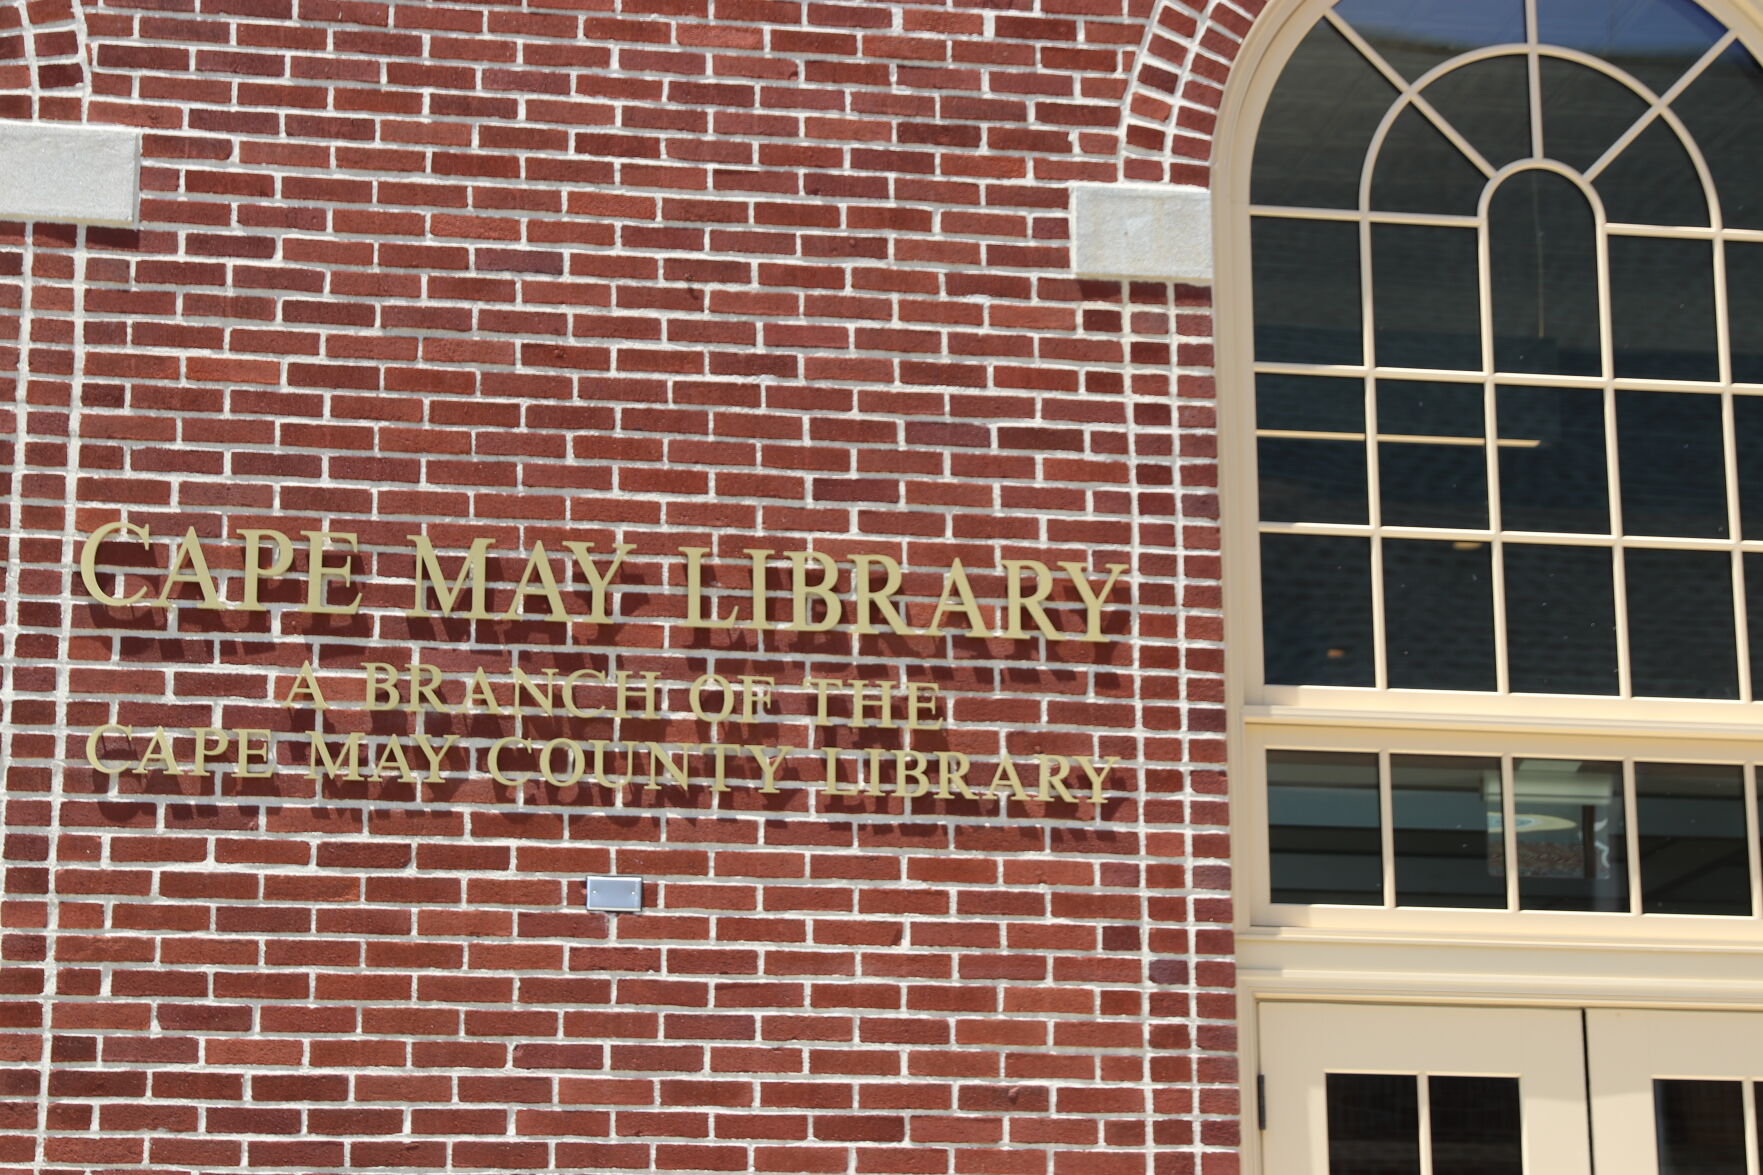 CAPE MAY LIBRARY
A BRANCH OF THE
CAPE MAY COUNTY LIBRARY